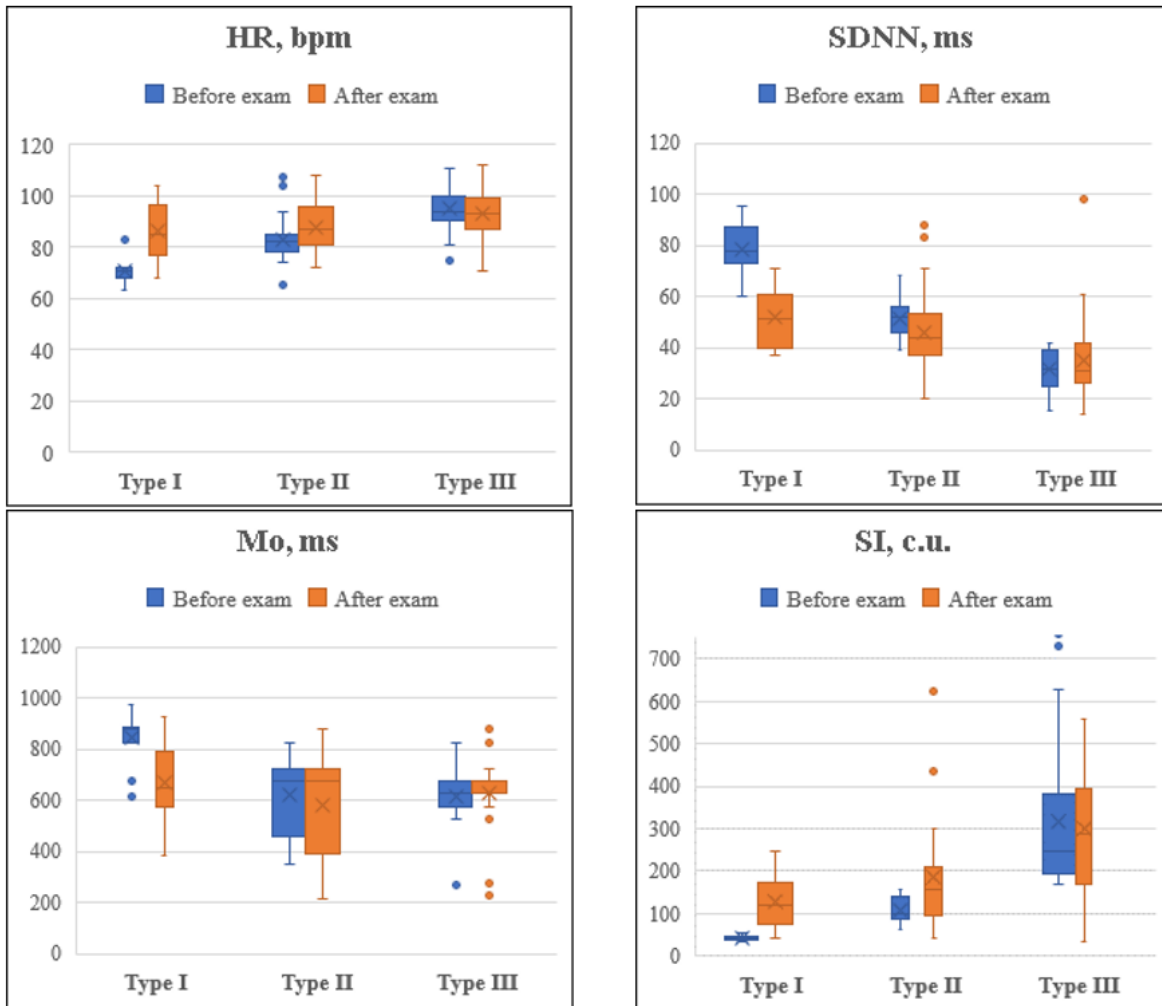 HR, bpm
Before exam After exam
120
100
80
60
40
20
0
Type I Type II Type III
SDNN, ms
Before exam After exam
120
100
80
60
40
20
0
Type I Type II Type III
Mo, ms
Before exam After exam
1200
1000
800
600
400
200
0
Type I Type II Type III
SI, c.u.
Before exam After exam
700
600
500
400
300
200
100
0
Type I Type II Type III